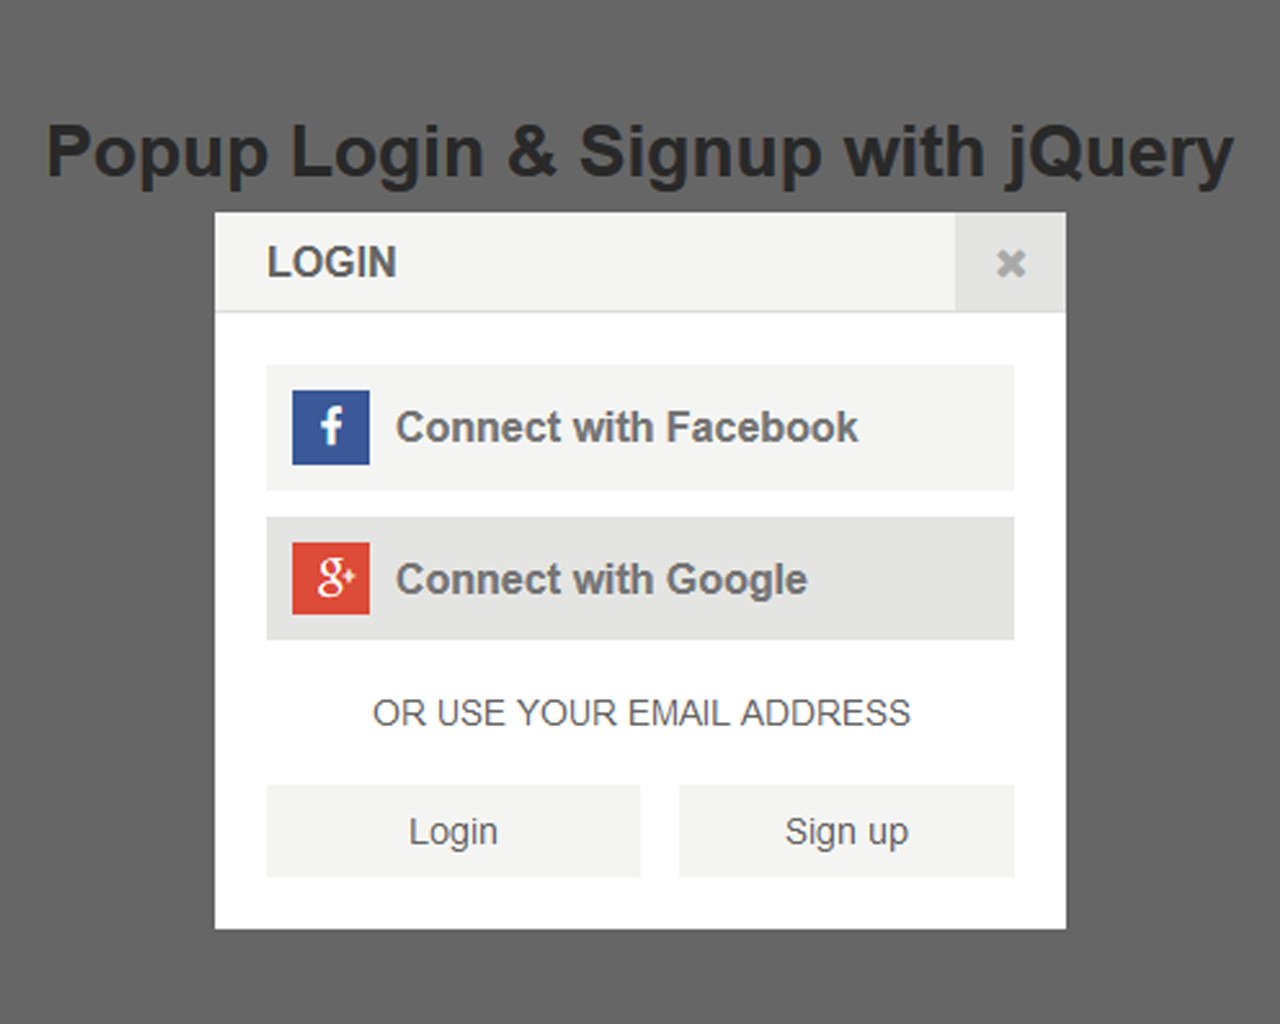 Popup Login & Signup with jQuery
LOGIN
f
Connect with Facebook
g+
Connect with Google
OR USE YOUR EMAIL ADDRESS
Login
Sign up